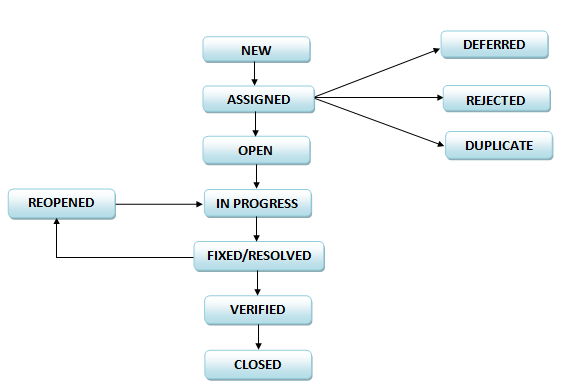 NEW
DEFERRED
ASSIGNED
REJECTED
OPEN
DUPLICATE
REOPENED
IN PROGRESS
FIXED/RESOLVED
VERIFIED
CLOSED